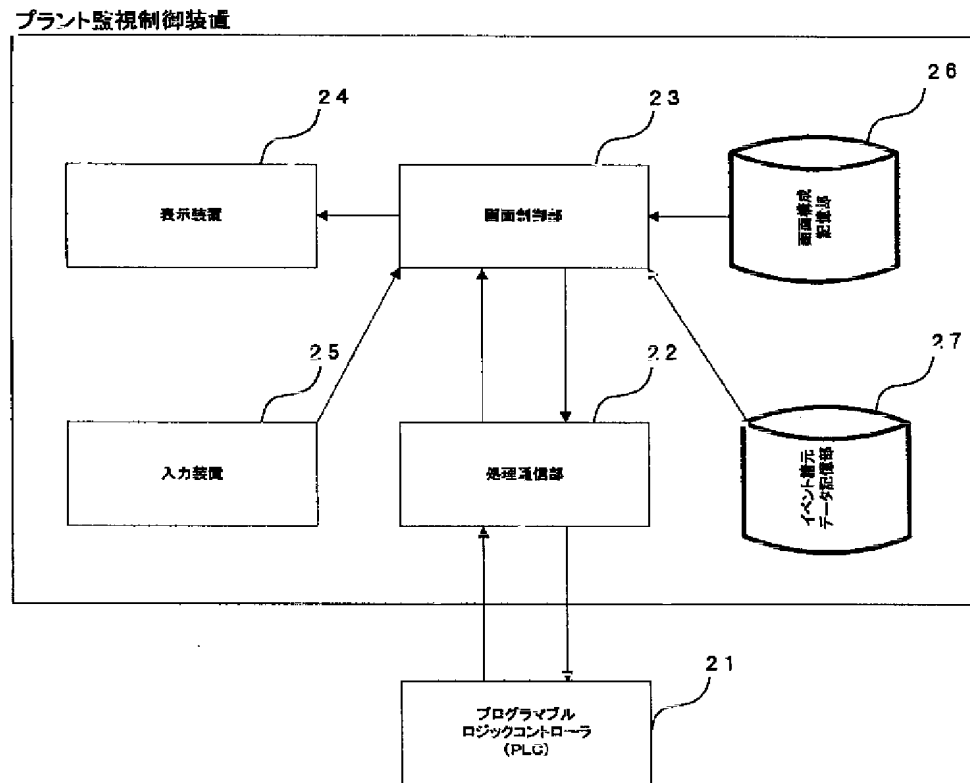 プラント監視制御装置
24
23
26
表示装置
画面制御部
画面構成
記憶部
25
22
27
入力装置
処理通信部
イベント諸元
データ記憶部
21
プログラマブル
ロジックコントローラ
(PLC)